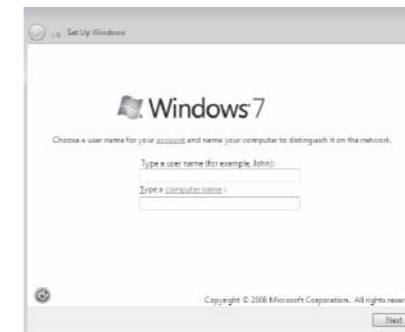 Set Up Windows
Windows 7
Choose a user name for your account and name your computer to distinguish it on the network.
Type a user name (for example, John):
Type a computer name:
Copyright © 2008 Microsoft Corporation. All rights reser
Next